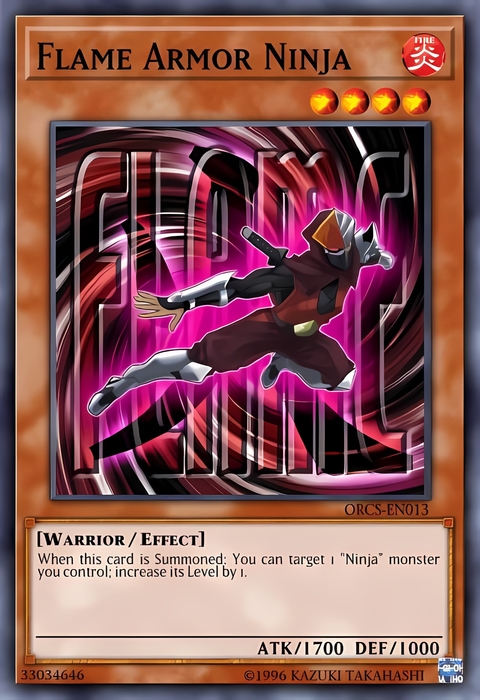 FLAME ARMOR NINJA
FIRE
炎
FLAME
ORCS-EN013
[WARRIOR / EFFECT]
When this card is Summoned: You can target 1 "Ninja" monster
you control; increase its Level by 1.
ATK/1700 DEF/1000
33034646
©1996 KAZUKI TAKAHASHI